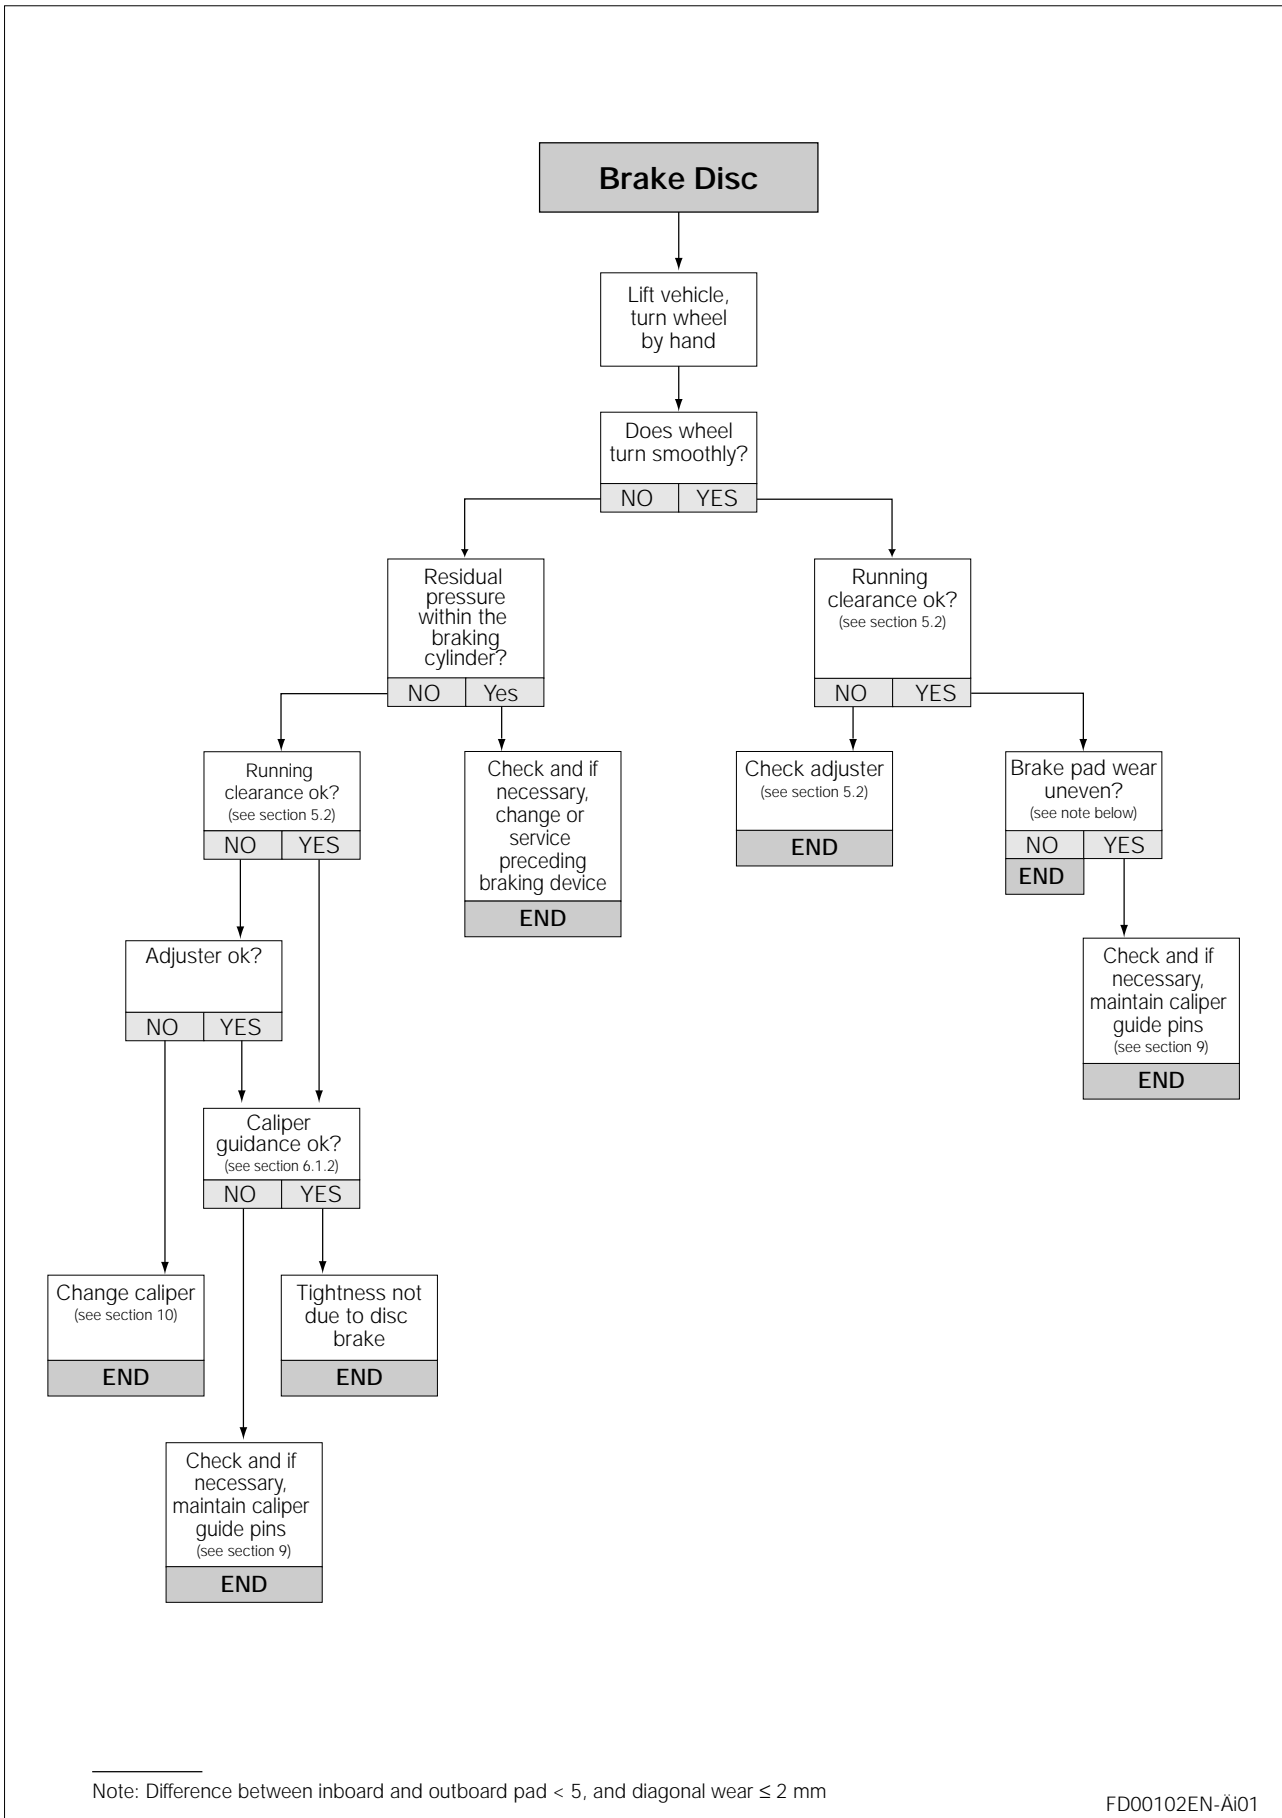 Brake Disc
Lift vehicle,
turn wheel
by hand
Does wheel
turn smoothly?
NO YES
Residual
pressure
within the
braking
cylinder?
NO Yes
Running
clearance ok?
(see section 5.2)
NO YES
Running
clearance ok?
(see section 5.2)
NO YES
Check and if
necessary,
change or
service
preceding
braking device
END
Check adjuster
(see section 5.2)
END
Brake pad wear
uneven?
(see note below)
NO YES
END
Adjuster ok?
NO YES
Check and if
necessary,
maintain caliper
guide pins
(see section 9)
END
Caliper
guidance ok?
(see section 6.1.2)
NO YES
Change caliper
(see section 10)
END
Tightness not
due to disc
brake
END
Check and if
necessary,
maintain caliper
guide pins
(see section 9)
END
Note: Difference between inboard and outboard pad < 5, and diagonal wear ≤ 2 mm
FD00102EN-Äi01